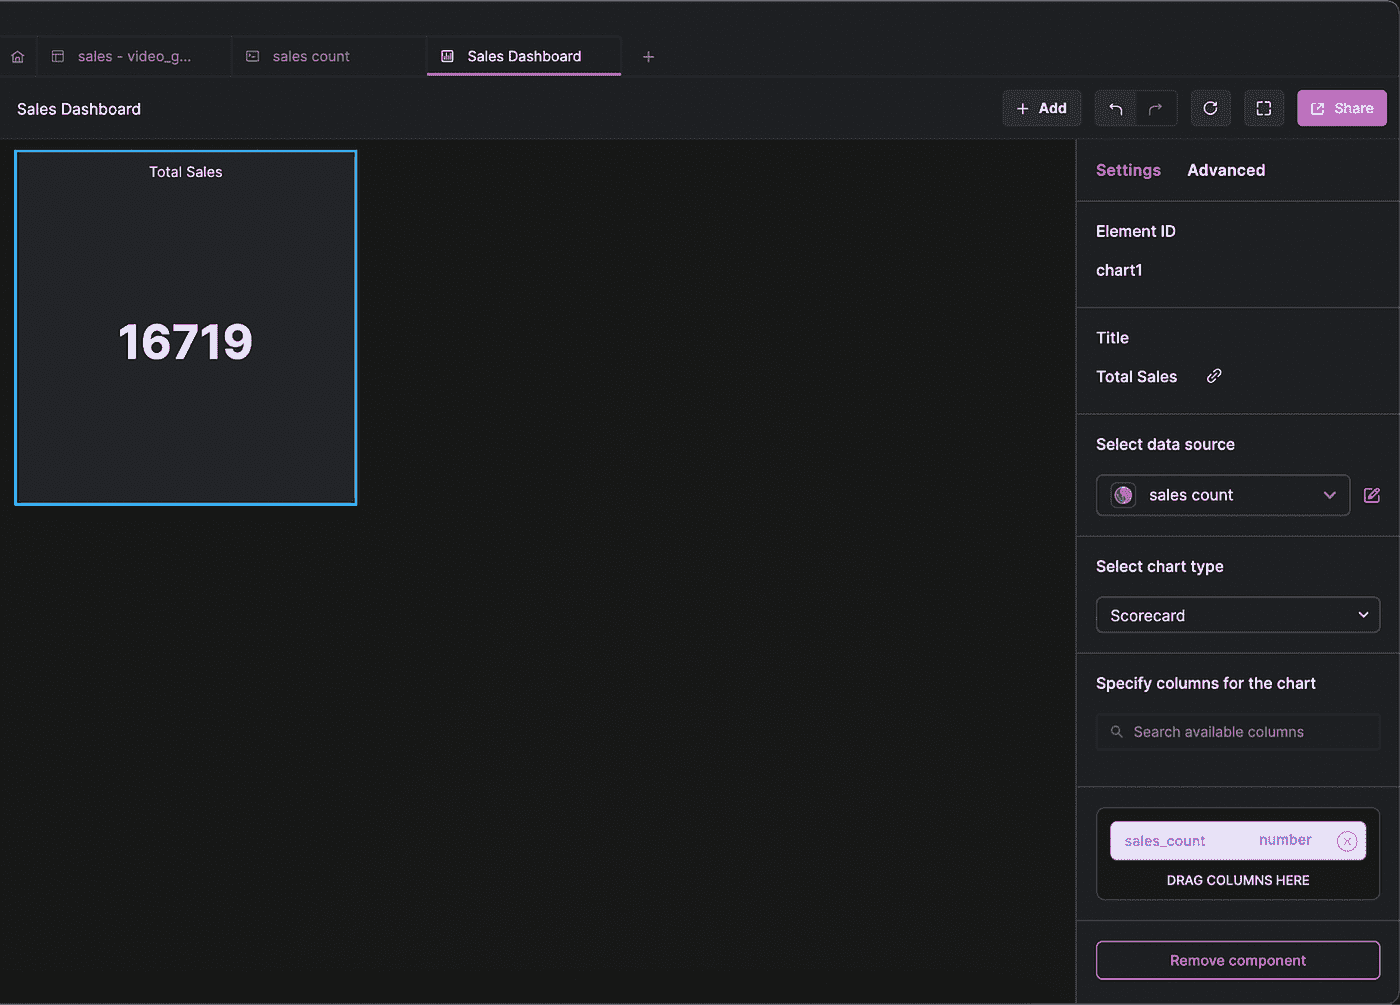 sales - video_g...
sales count
Sales Dashboard
Sales Dashboard
Add
Share
Total Sales
16719
Settings
Advanced
Element ID
chart1
Title
Total Sales
Select data source
sales count
Select chart type
Scorecard
Specify columns for the chart
Search available columns
sales_count number
DRAG COLUMNS HERE
Remove component